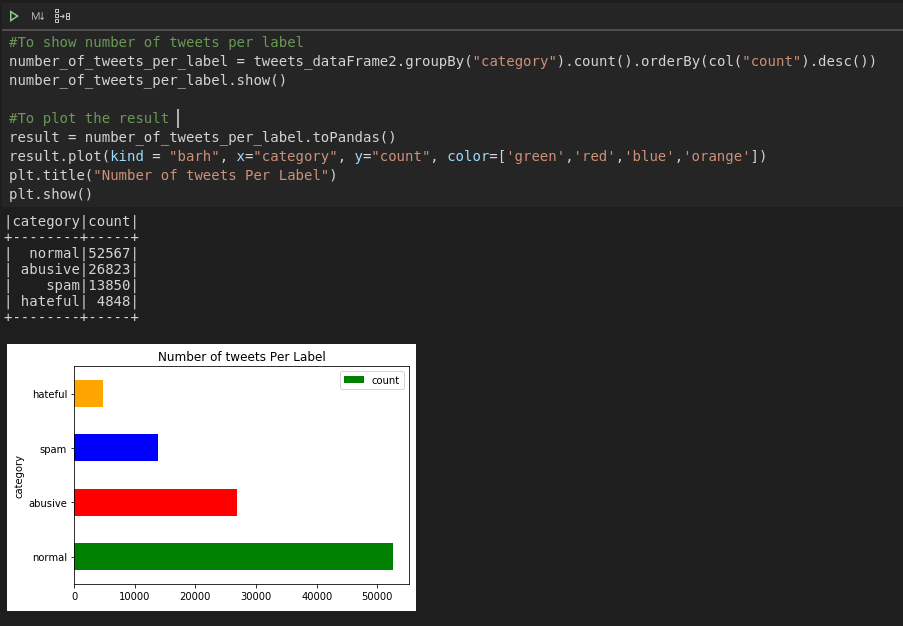 M↓
#To show number of tweets per label
number_of_tweets_per_label = tweets_dataFrame2.groupBy("category").count().orderBy(col("count").desc())
number_of_tweets_per_label.show()
#To plot the result
result = number_of_tweets_per_label.toPandas()
result.plot(kind = "barh", x="category", y="count", color=['green','red','blue','orange'])
plt.title("Number of tweets Per Label")
plt.show()
|category|count|
+--------+-----+
|  normal|52567|
| abusive|26823|
|    spam|13850|
| hateful| 4848|
+--------+-----+
Number of tweets Per Label
count
hateful
spam
abusive
normal
category
0 10000 20000 30000 40000 50000